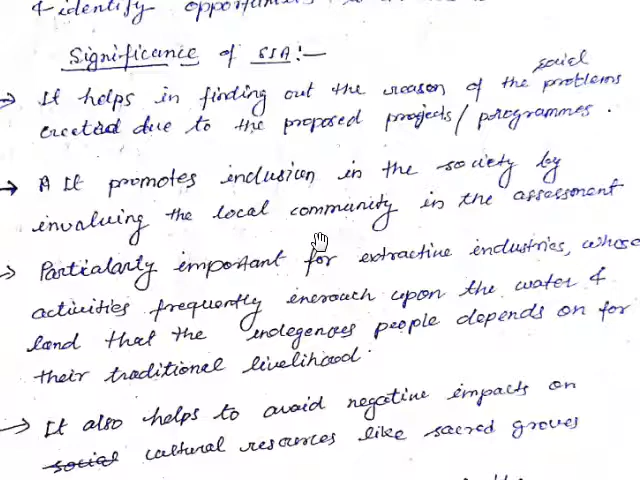 & identify
Significance of SIA:-
→ It helps in finding out the reason of the social problems
created due to the proposed projects/programmes.
→ It promotes inclusion in the society by
involving the local community in the assessment
→ Particularty important for extractive industries, whose
activities frequently encroach upon the water &
land that the indegences people depends on for
their traditional livelihood.
→ It also helps to avoid negative impacts on
social cultural resources like sacred groves